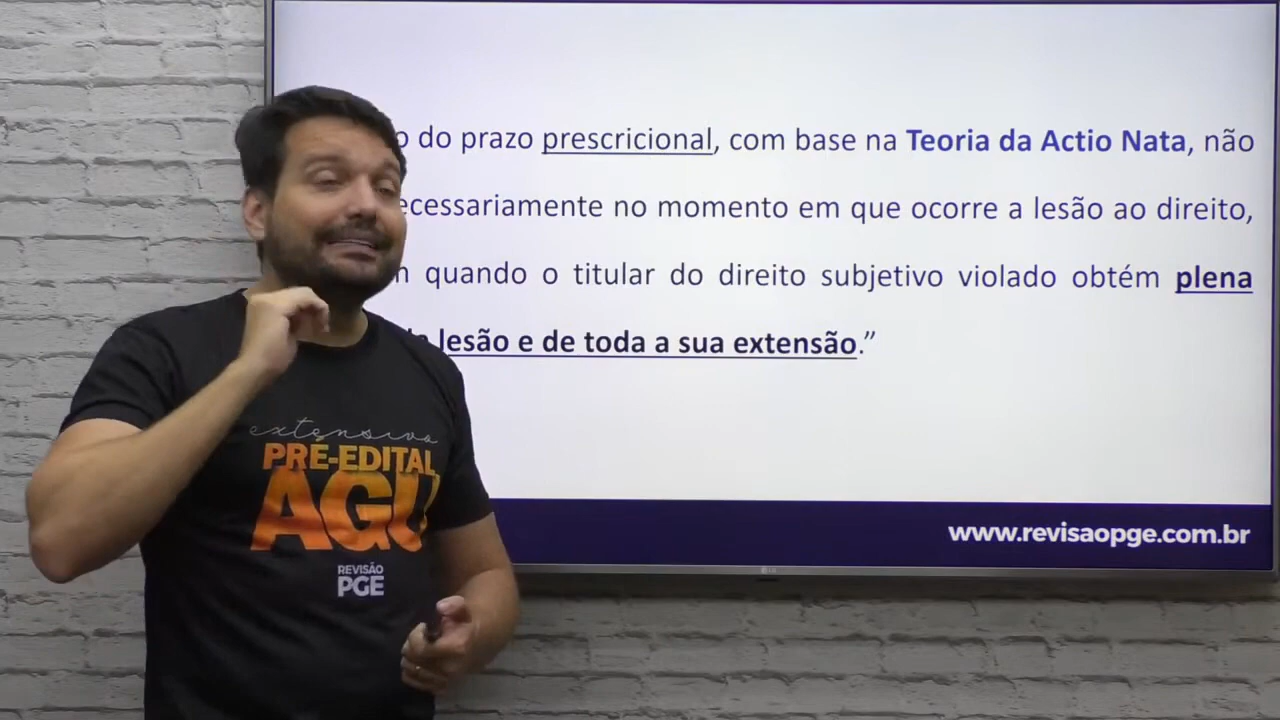 do prazo prescricional, com base na Teoria da Actio Nata, não
no momento em que ocorre a lesão ao direito,
quando o titular do direito subjetivo violado obtém plena
lesão e de toda a sua extensão.”
extensivo
PRÉ-EDITAL
AGU
REVISÃO
PGE
www.revisaopge.com.br
LG